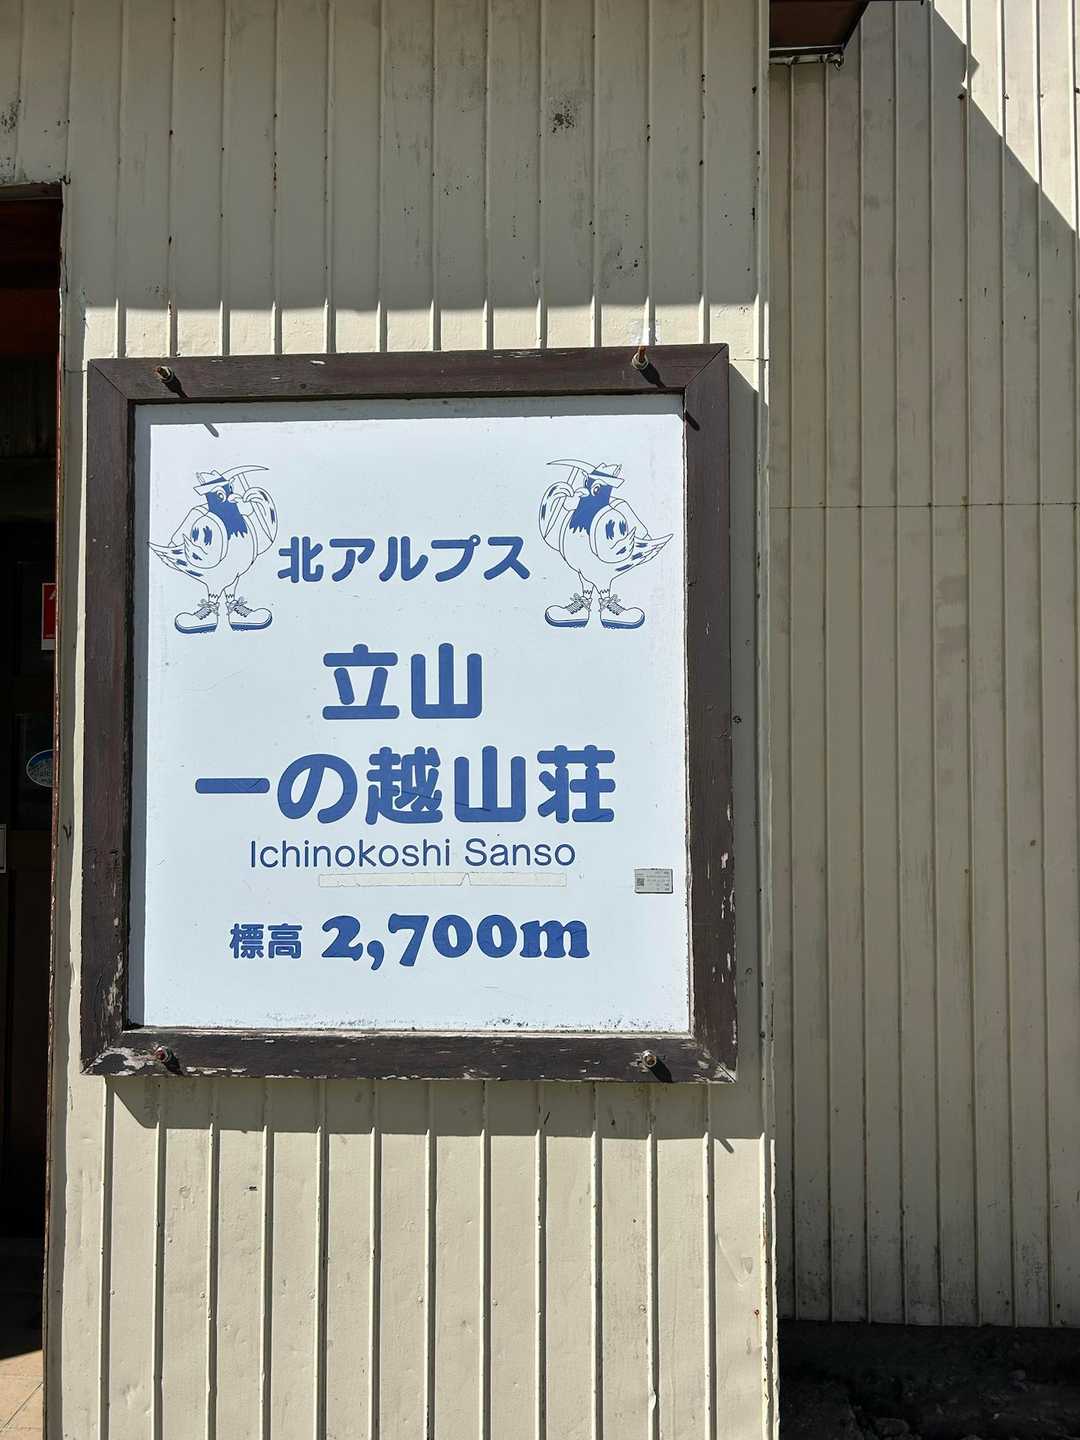 北アルプス
立山
一の越山荘
Ichinokoshi Sanso
標高 2,700m